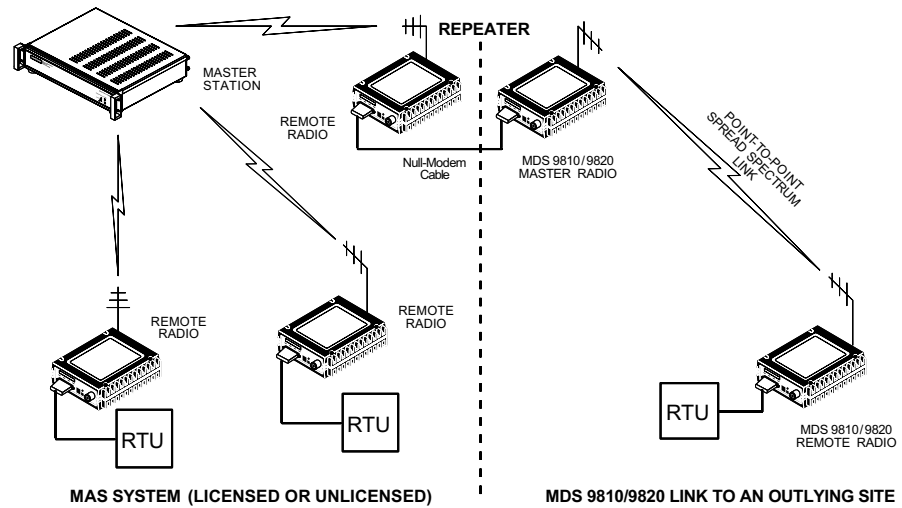 REPEATER
MASTER
STATION
REMOTE
RADIO
Null-Modem
Cable
MDS 9810/9820
MASTER RADIO
POINT-TO-POINT
SPREAD SPECTRUM
LINK
REMOTE
RADIO
REMOTE
RADIO
RTU
RTU
RTU
MDS 9810/9820
REMOTE RADIO
MAS SYSTEM (LICENSED OR UNLICENSED)
MDS 9810/9820 LINK TO AN OUTLYING SITE